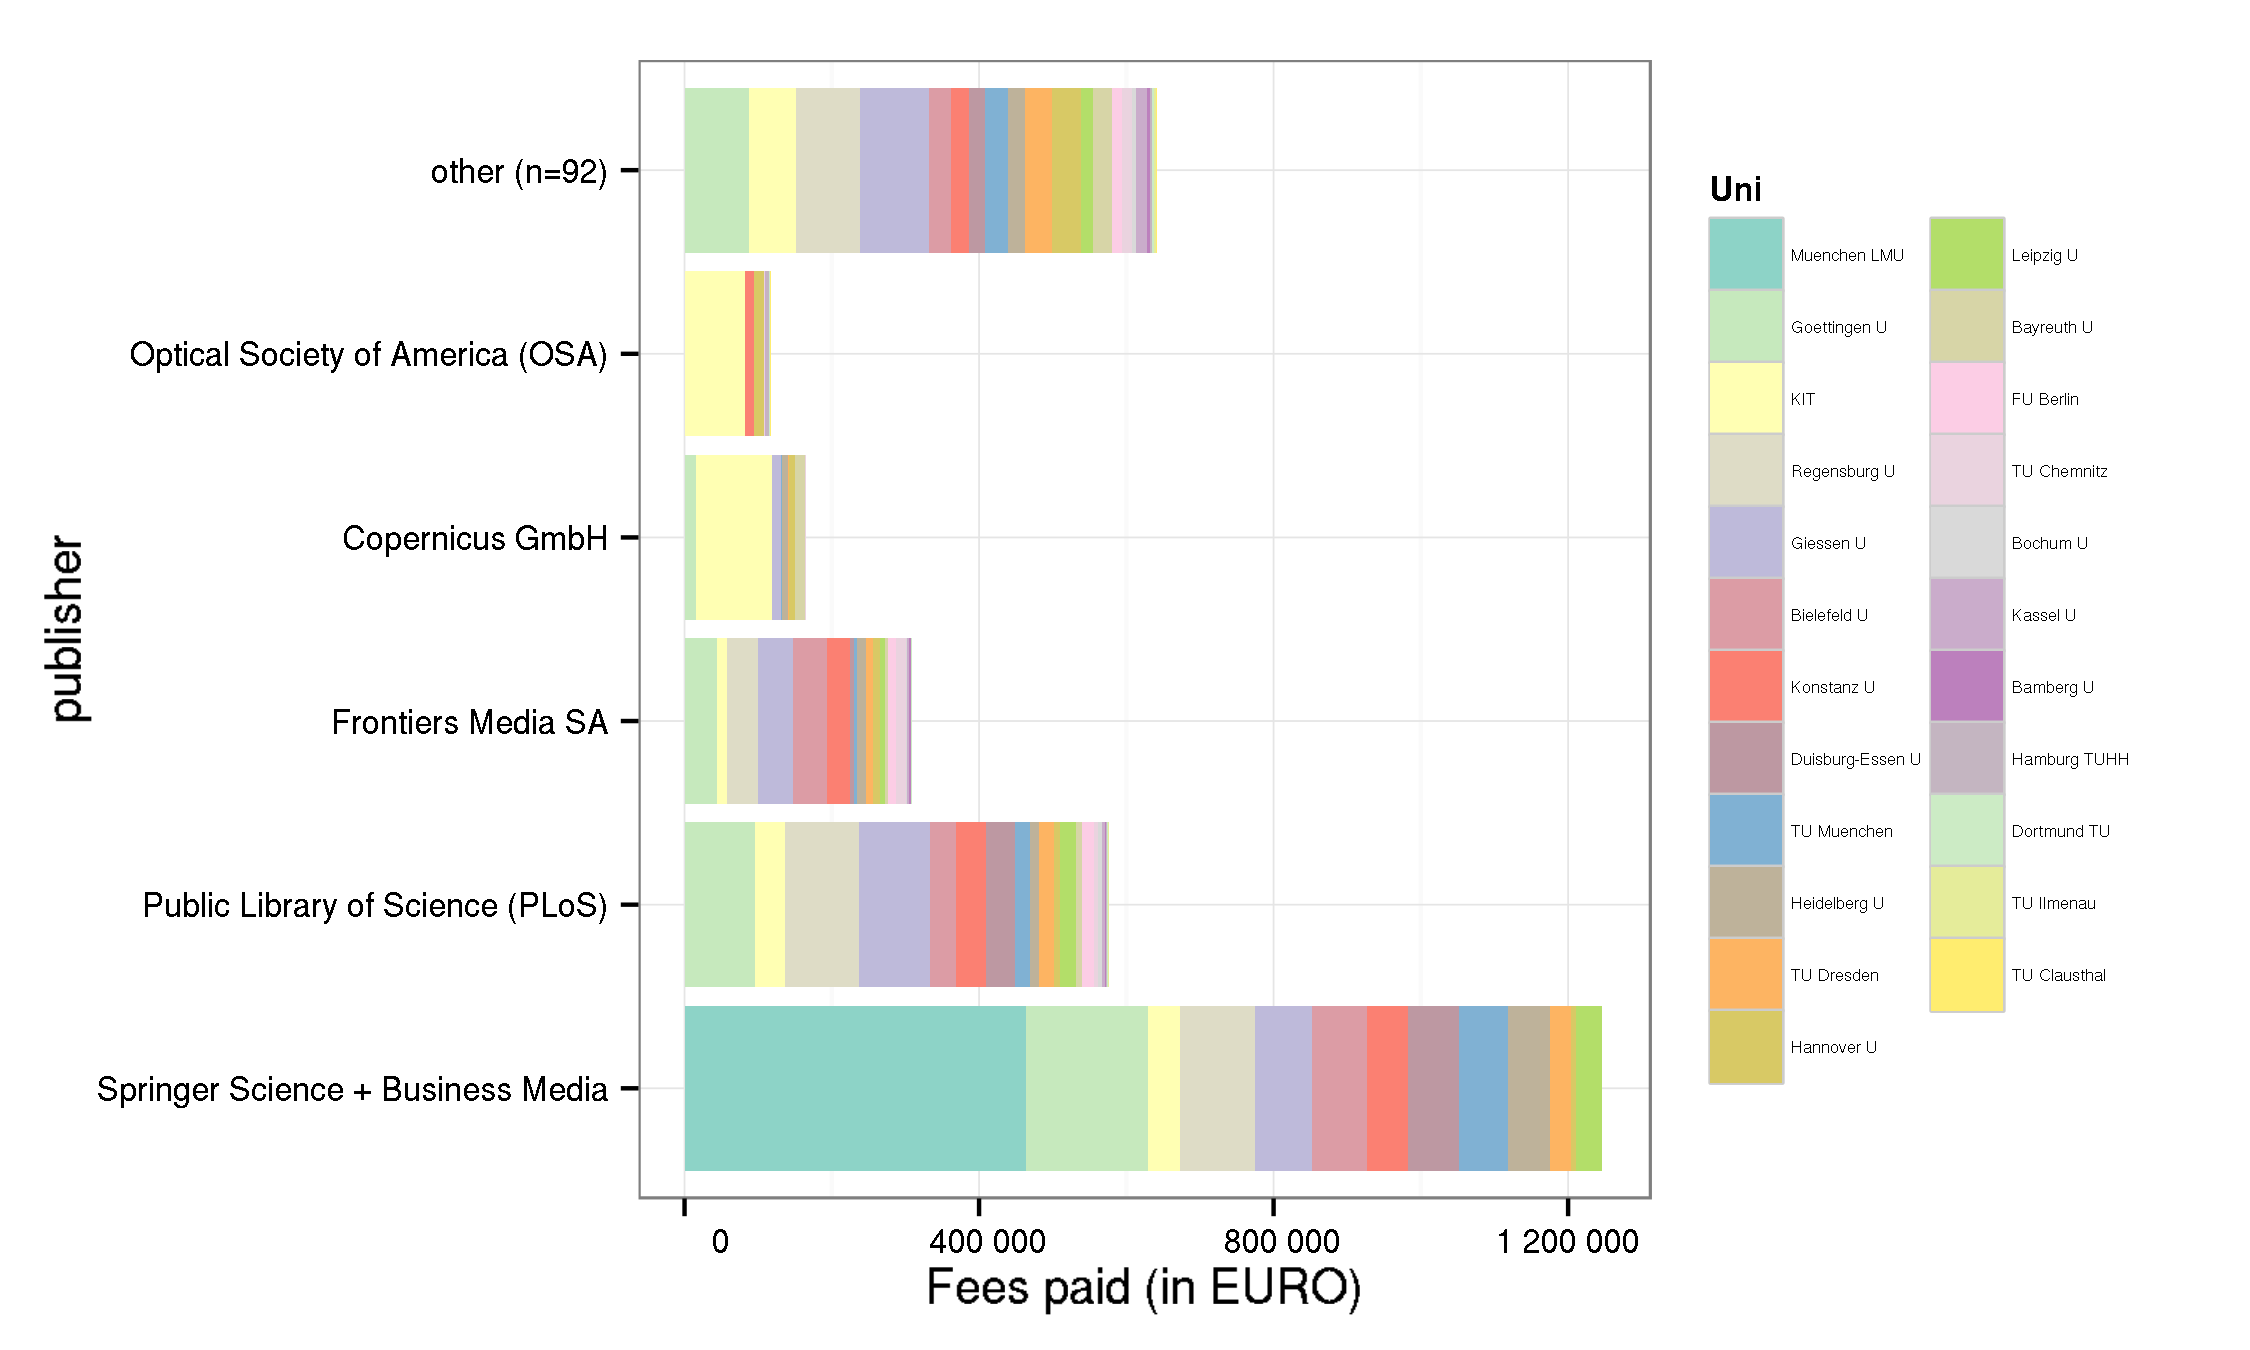 publisher
other (n=92)
Optical Society of America (OSA)
Copernicus GmbH
Frontiers Media SA
Public Library of Science (PLoS)
Springer Science + Business Media
0
400 000
800 000
1 200 000
Fees paid (in EURO)
Uni
Muenchen LMU
Goettingen U
KIT
Regensburg U
Giessen U
Bielefeld U
Konstanz U
Duisburg-Essen U
TU Muenchen
Heidelberg U
TU Dresden
Hannover U
Leipzig U
Bayreuth U
FU Berlin
TU Chemnitz
Bochum U
Kassel U
Bamberg U
Hamburg TUHH
Dortmund TU
TU Ilmenau
TU Clausthal